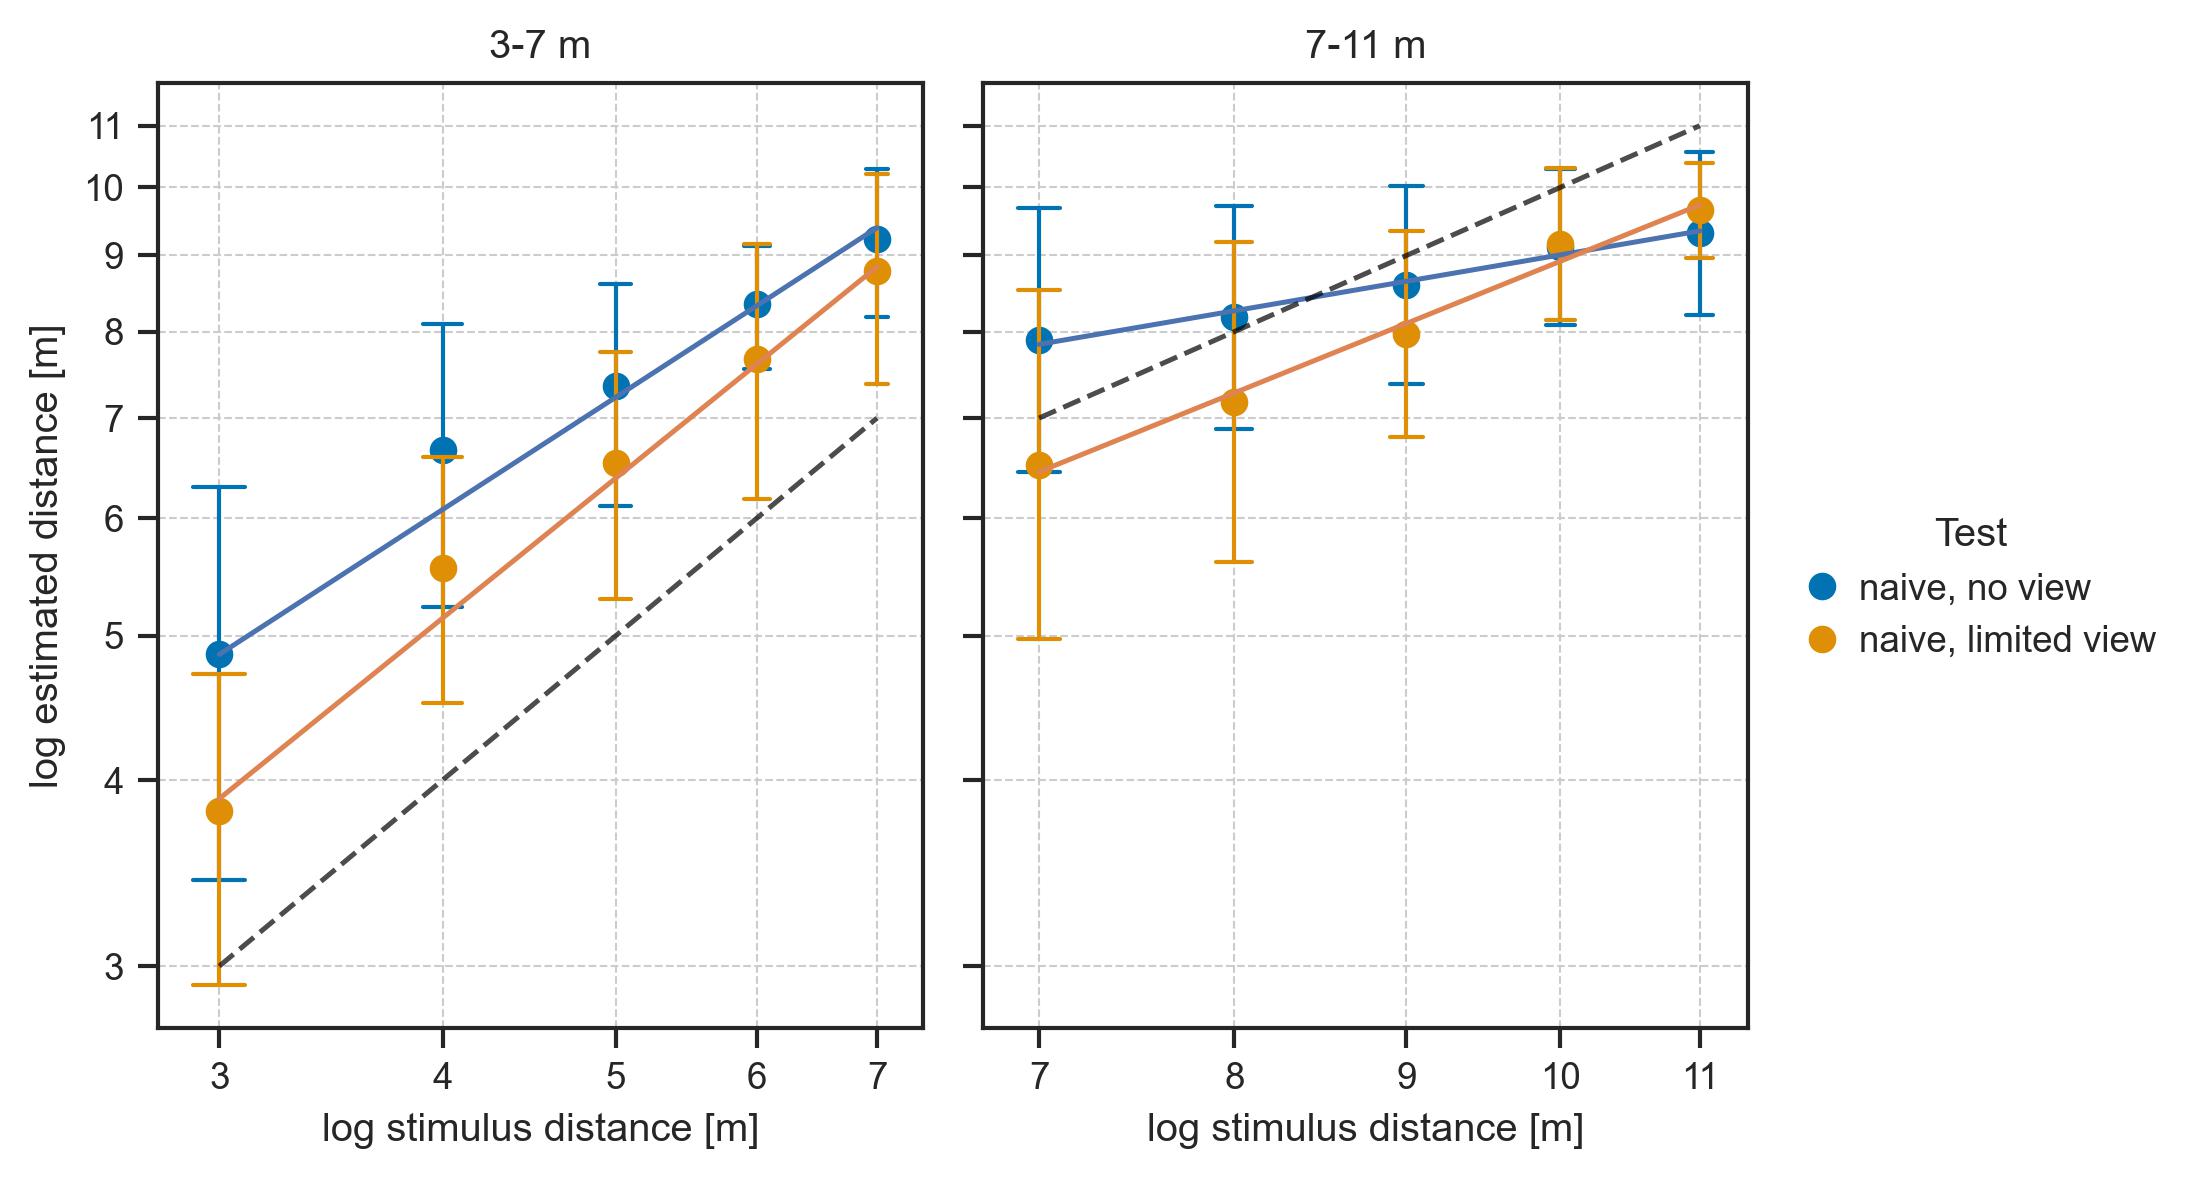 3-7 m
7-11 m
log estimated distance [m]
11
10
9
8
7
6
5
4
3
3 4 5 6 7
7 8 9 10 11
log stimulus distance [m]
log stimulus distance [m]
Test
naive, no view
naive, limited view